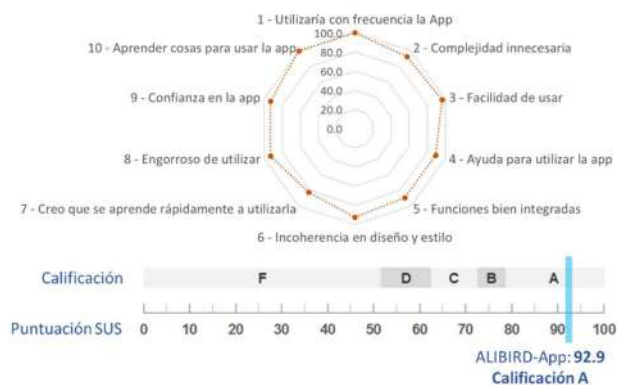 1 - Utilizaría con frecuencia la App
100.0
10 - Aprender cosas para usar la app
2 - Complejidad innecesaria
80.0
60.0
9 - Confianza en la app
40.0
3 - Facilidad de usar
20.0
0.0
8 - Engorroso de utilizar
4 - Ayuda para utilizar la app
7 - Creo que se aprende rápidamente a utilizarla
5 - Funciones bien integradas
6 - Incoherencia en diseño y estilo
Calificación F D C B A
Puntuación SUS 0 10 20 30 40 50 60 70 80 90 100
ALIBIRD-App: 92.9
Calificación A